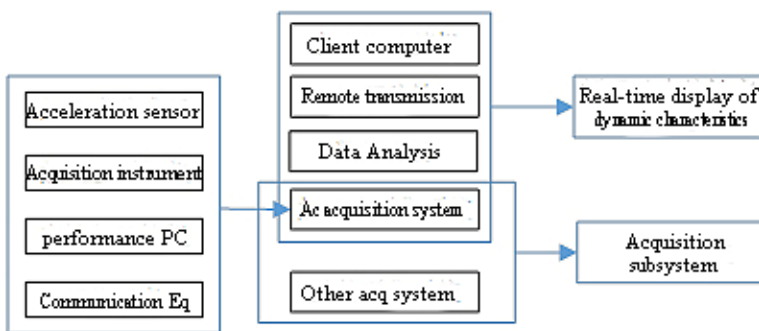 Acceleration sensor
Acquisition instrument
performance PC
Communication Eq
Client computer
Remote transmission
Data Analysis
Ac acquisition system
Other acq system
Real-time display of
dynamic characteristics
Acquisition
subsystem